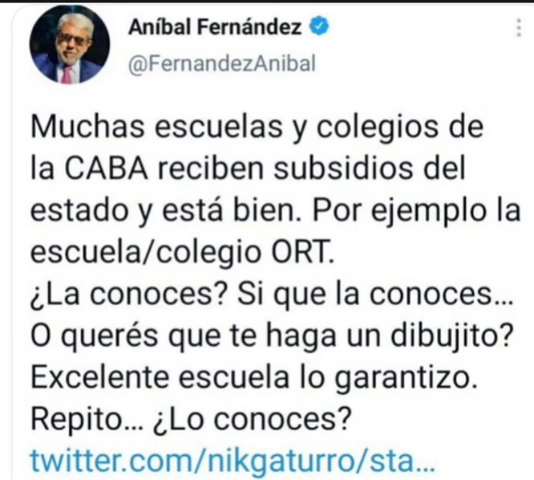 Aníbal Fernández
@FernandezAnibal
Muchas escuelas y colegios de
la CABA reciben subsidios del
estado y está bien. Por ejemplo la
escuela/colegio ORT.
¿La conoces? Si que la conoces...
O querés que te haga un dibujito?
Excelente escuela lo garantizo.
Repito... ¿Lo conoces?
twitter.com/nikgaturro/sta...